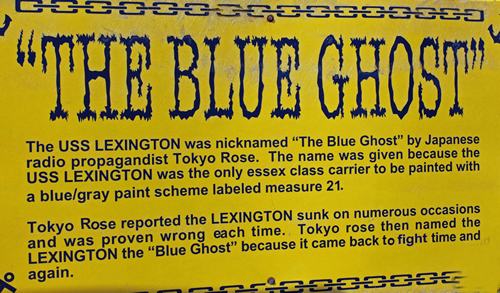 "THE BLUE GHOST"
The USS LEXINGTON was nicknamed "The Blue Ghost" by Japanese
radio propagandist Tokyo Rose. The name was given because the
USS LEXINGTON was the only essex class carrier to be painted with
a blue/gray paint scheme labeled measure 21.
Tokyo Rose reported the LEXINGTON sunk on numerous occasions
and was proven wrong each time. Tokyo rose then named the
LEXINGTON the "Blue Ghost" because it came back to fight time and
again.